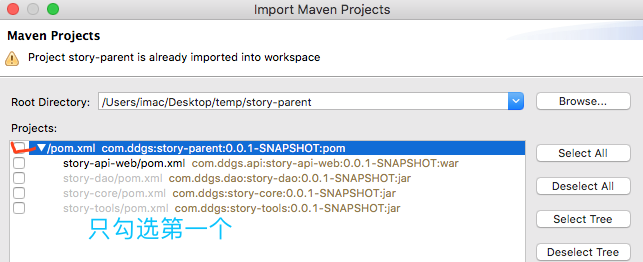 Import Maven Projects
Maven Projects
Project story-parent is already imported into workspace
Root Directory: /Users/imac/Desktop/temp/story-parent Browse...
Projects:
/pom.xml com.ddgs:story-parent:0.0.1-SNAPSHOT:pom Select All
story-api-web/pom.xml com.ddgs.api:story-api-web:0.0.1-SNAPSHOT:war
story-dao/pom.xml com.ddgs.dao:story-dao:0.0.1-SNAPSHOT:jar Deselect All
story-core/pom.xml com.ddgs:story-core:0.0.1-SNAPSHOT:jar
story-tools/pom.xml com.ddgs:story-tools:0.0.1-SNAPSHOT:jar Select Tree
只勾选第一个
Deselect Tree